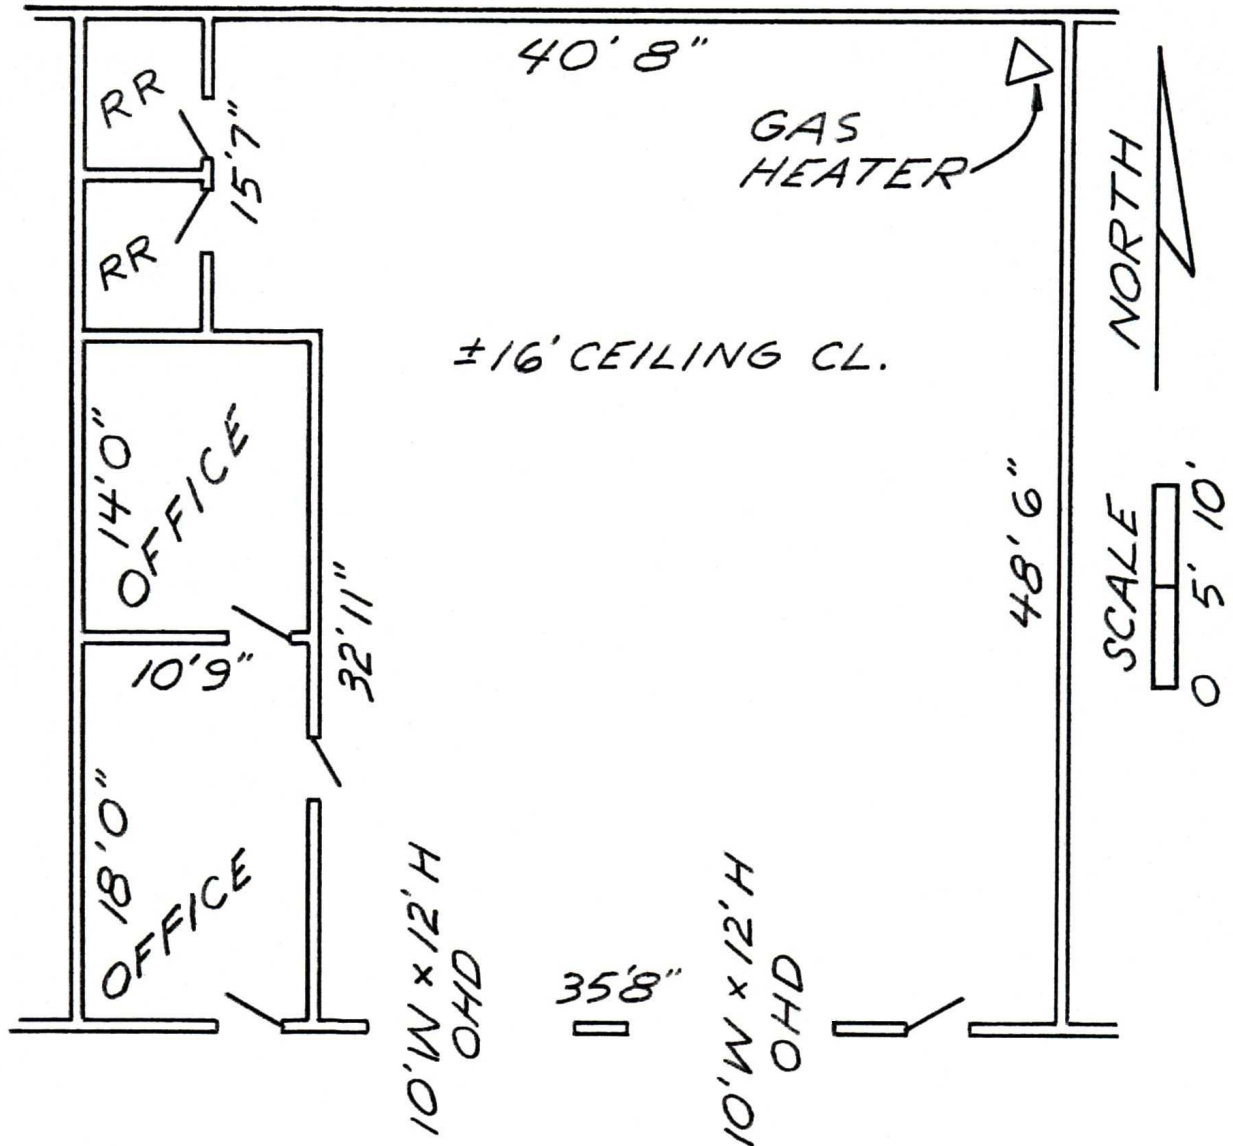 40' 8"
RR
15'7"
GAS
HEATER
RR
NORTH
±16' CEILING CL.
14'0"
OFFICE
48' 6"
SCALE
0 5' 10'
32'11"
10'9"
18'0"
OFFICE
10'W x 12' H
OHD
35'8"
10'W x 12' H
OHD